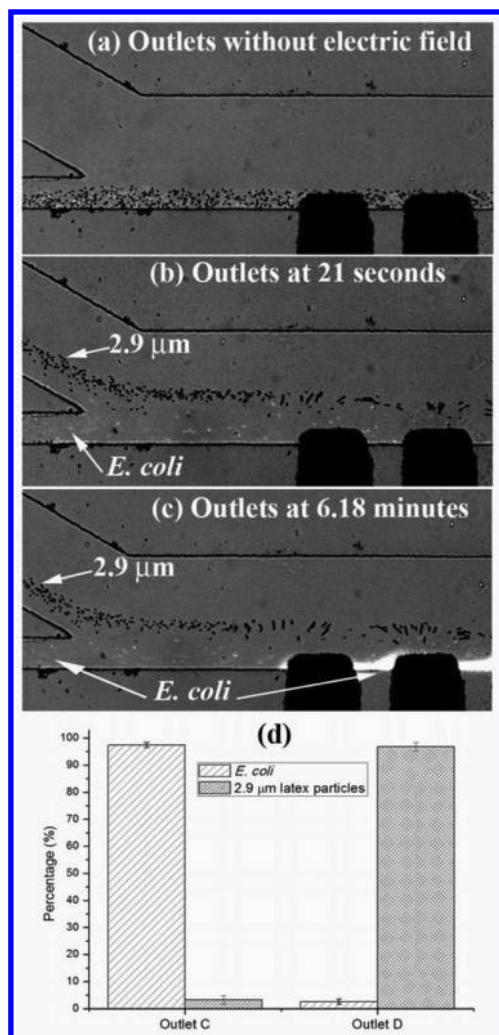 (a) Outlets without electric field
(b) Outlets at 21 seconds
2.9 μm
E. coli
(c) Outlets at 6.18 minutes
2.9 μm
E. coli
(d)
E. coli
2.9 μm latex particles
Percentage (%)
100
90
80
70
60
50
40
30
20
10
0
Outlet C
Outlet D